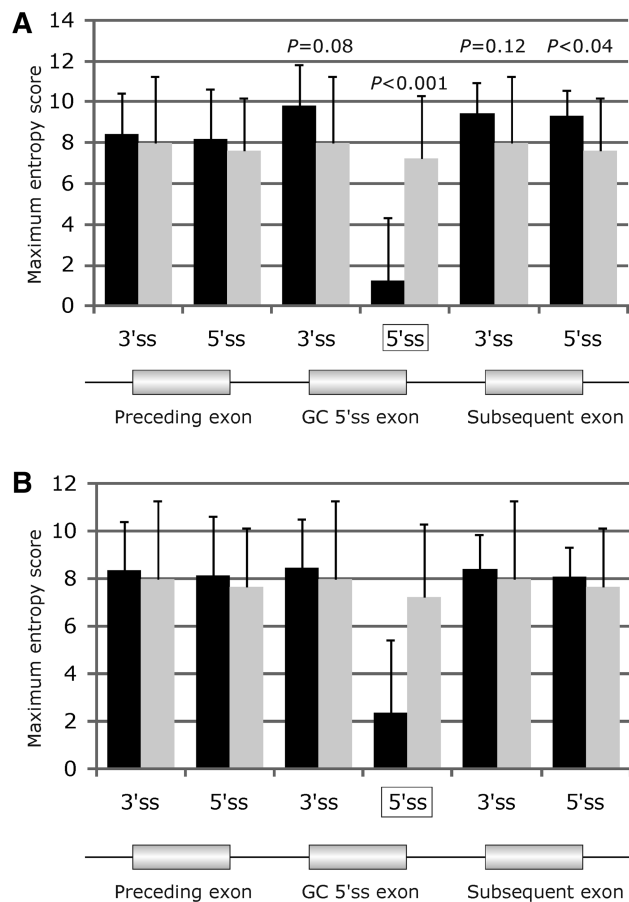 A
Maximum entropy score
14
12
10
8
6
4
2
0
P=0.08
P<0.001
P=0.12
P<0.04
3'ss 5'ss 3'ss 5'ss 3'ss 5'ss
Preceding exon GC 5'ss exon Subsequent exon
B
Maximum entropy score
12
10
8
6
4
2
0
3'ss 5'ss 3'ss 5'ss 3'ss 5'ss
Preceding exon GC 5'ss exon Subsequent exon